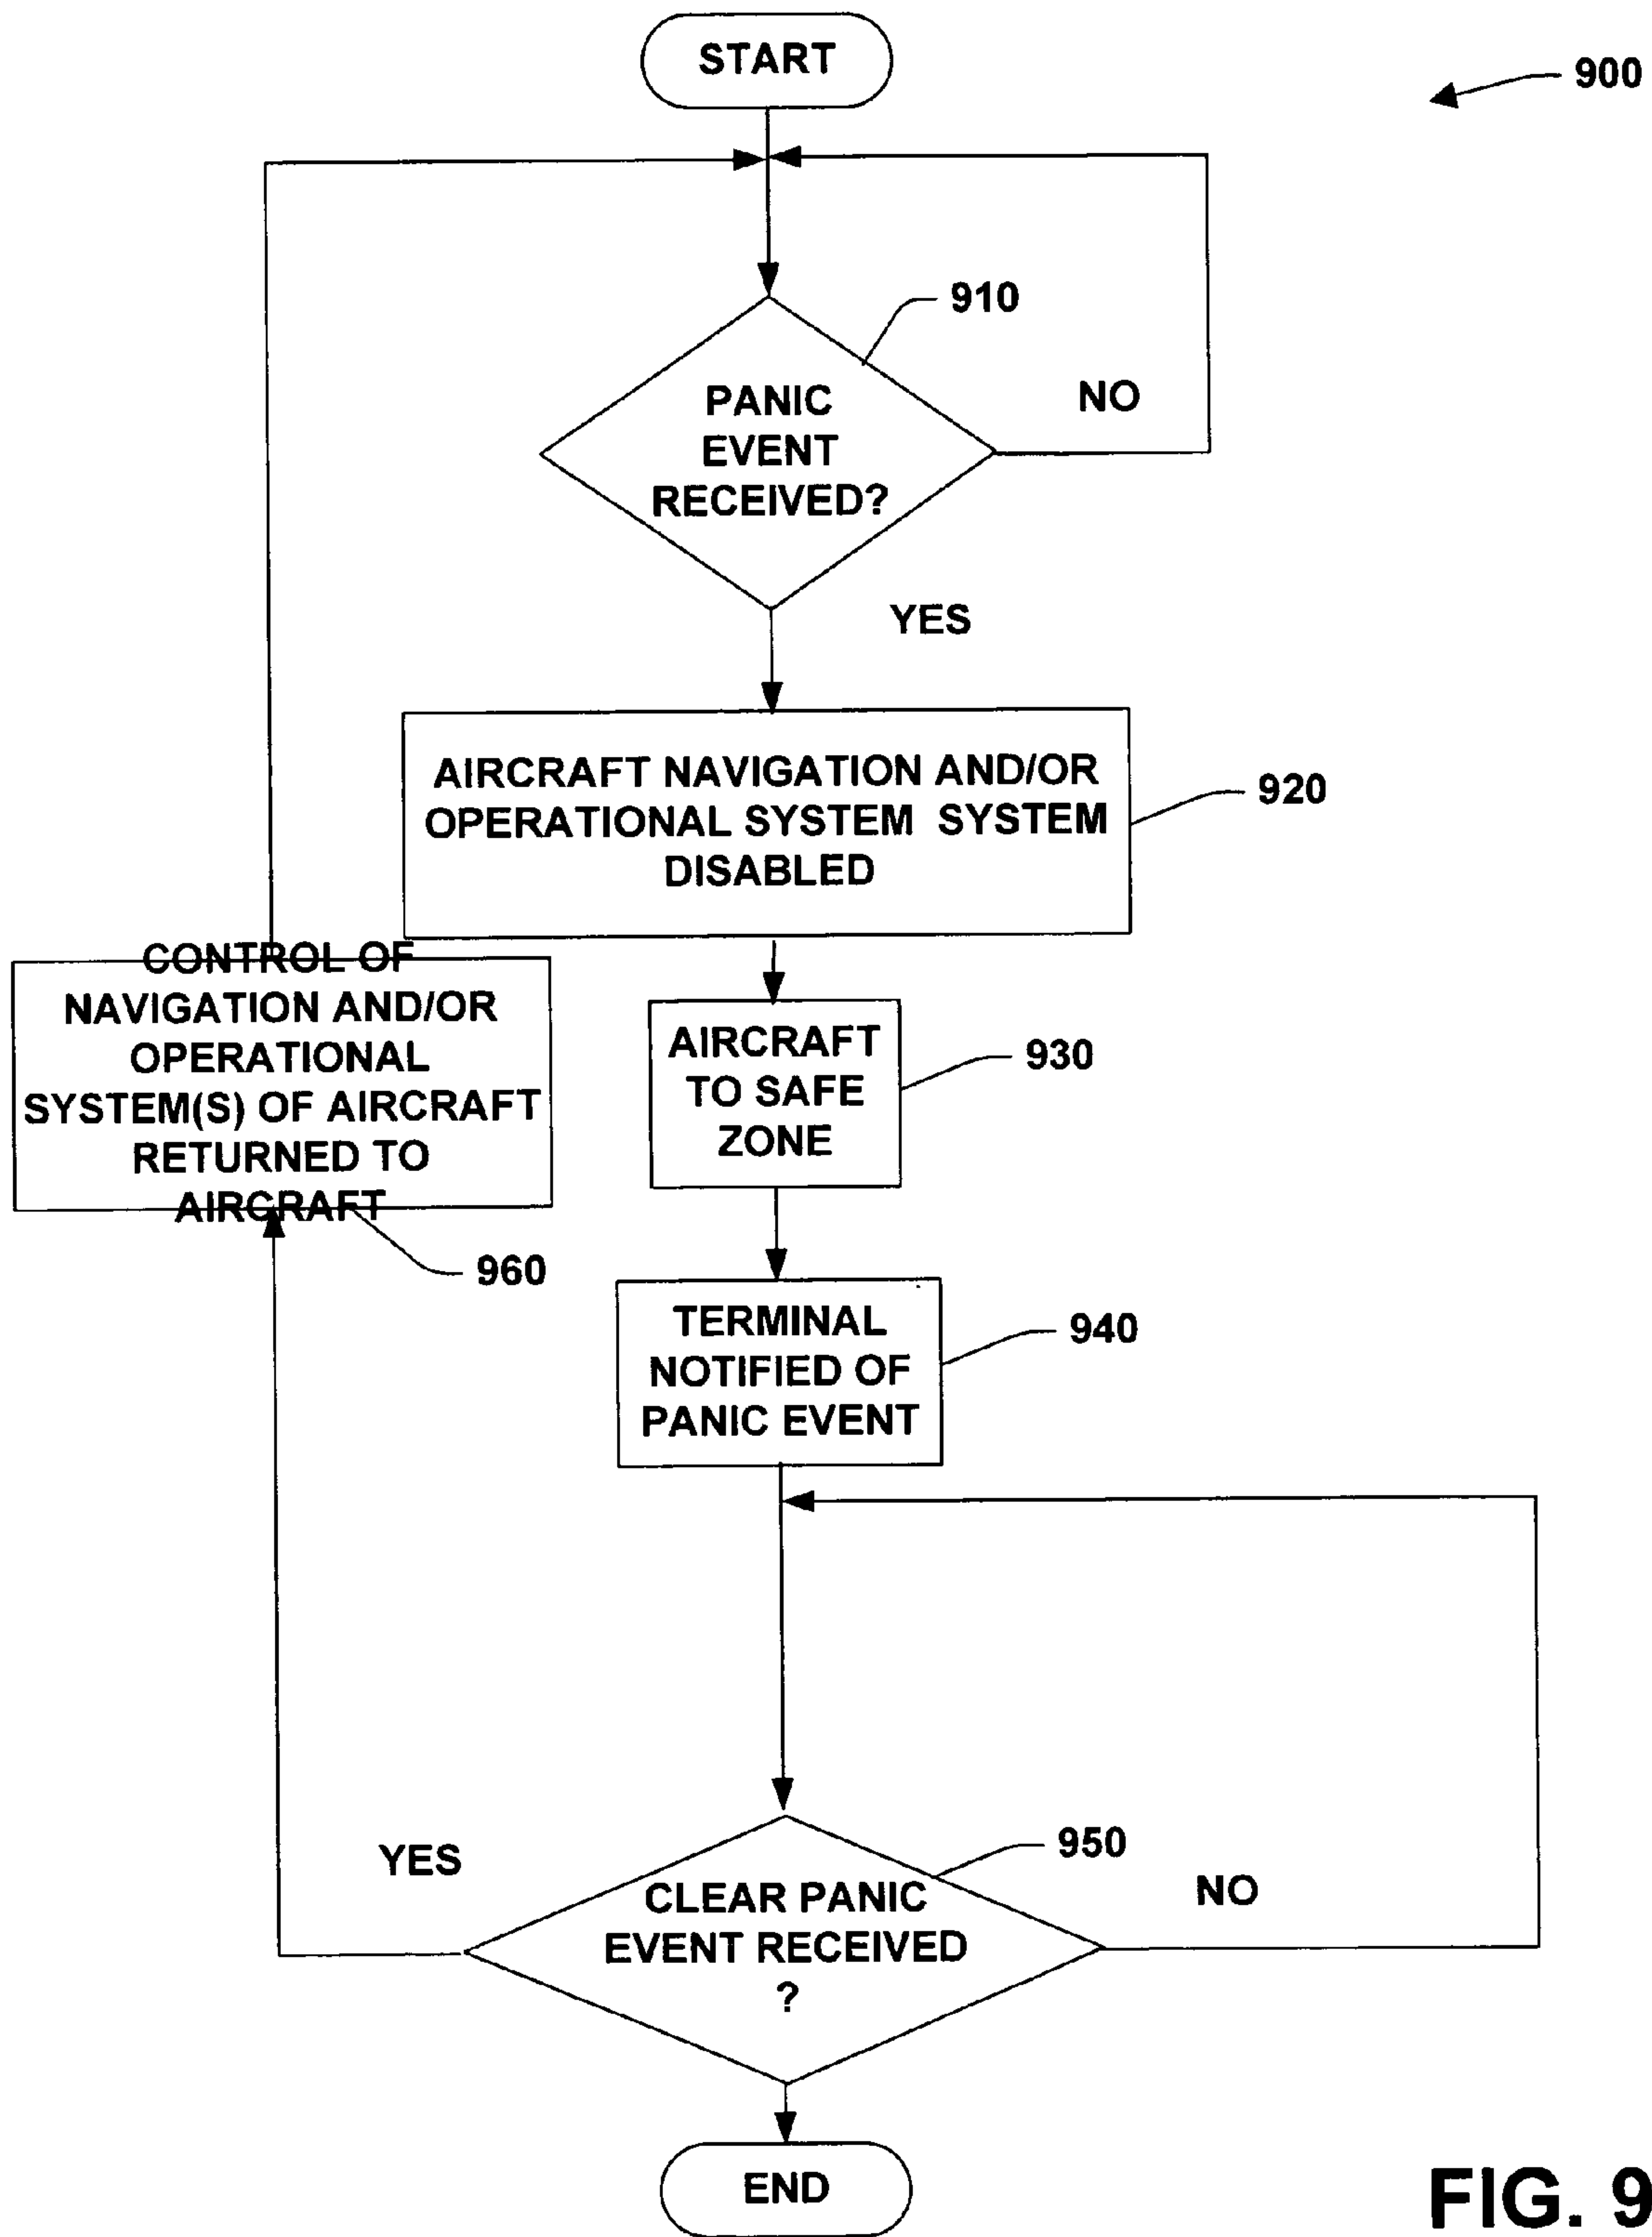 START
900
910
PANIC
EVENT
RECEIVED?
NO
YES
AIRCRAFT NAVIGATION AND/OR
OPERATIONAL SYSTEM SYSTEM
DISABLED
920
CONTROL OF
NAVIGATION AND/OR
OPERATIONAL
SYSTEM(S) OF AIRCRAFT
RETURNED TO
AIRCRAFT
960
AIRCRAFT
TO SAFE
ZONE
930
TERMINAL
NOTIFIED OF
PANIC EVENT
940
YES
950
CLEAR PANIC
EVENT RECEIVED
?
NO
END
FIG. 9